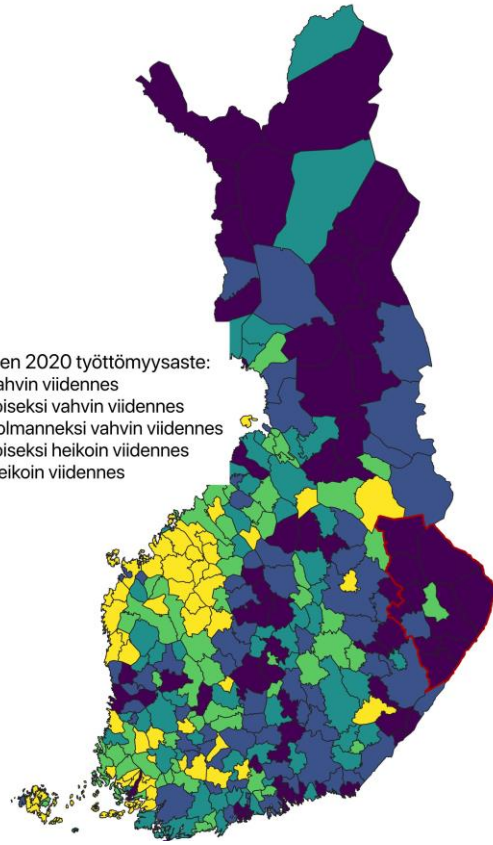 en 2020 työttömyysaste:
ahvin viidennes
oiseksi vahvin viidennes
olmanneksi vahvin viidennes
oiseksi heikoin viidennes
eikoin viidennes